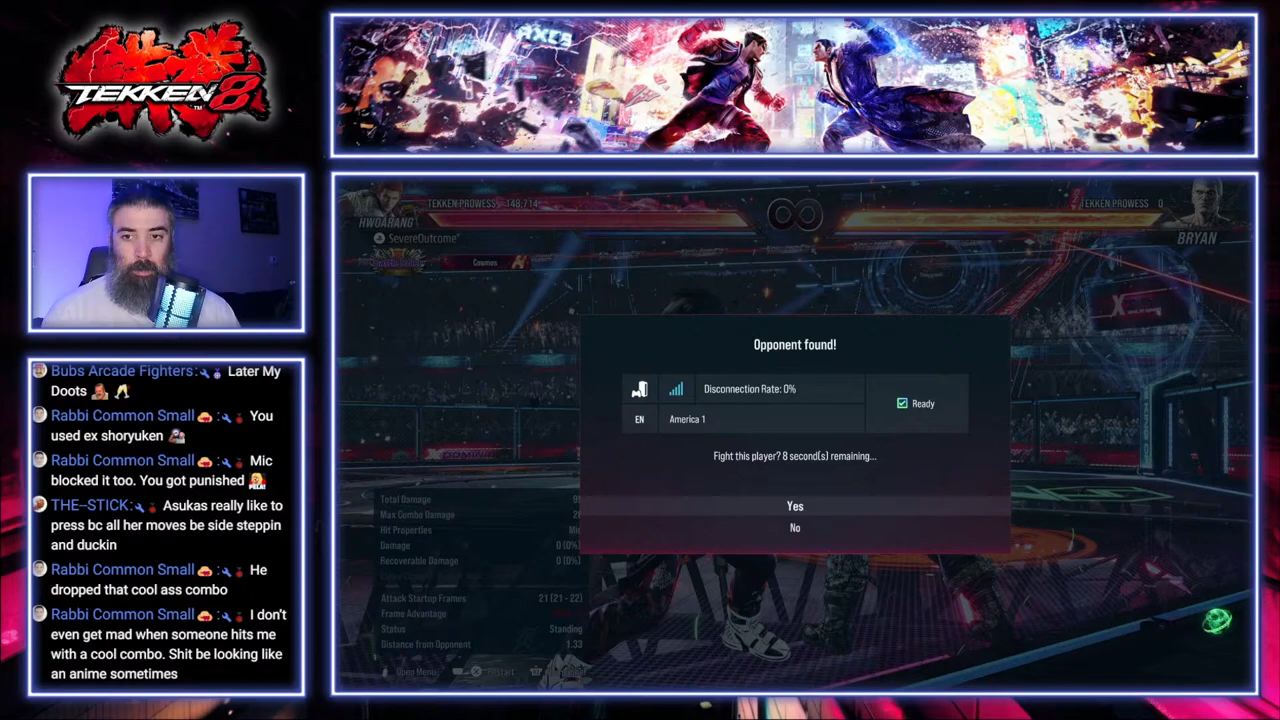 TEKKEN 8
Bubs Arcade Fighters: Later My
Doots
Rabbi Common Small : You
used ex shoryuken
Rabbi Common Small : Mic
blocked it too. You got punished
THE–STICK: Asukas really like to
press bc all her moves be side steppin
and duckin
Rabbi Common Small : He
dropped that cool ass combo
Rabbi Common Small : I don't
even get mad when someone hits me
with a cool combo. Shit be looking like
an anime sometimes
TEKKEN PROWESS 148,714
TEKKEN PROWESS 0
HWOARANG
BRYAN
SevereOutcome"
Cosmos
Opponent found!
Disconnection Rate: 0%
EN
America 1
Ready
Fight this player? 8 second(s) remaining...
Yes
No
Total Damage
Max Combo Damage
Hit Properties
Damage 0 (0%)
Recoverable Damage 0 (0%)
Attack Startup Frames 21 (21 - 22)
Frame Advantage
Status Standing
Distance from Opponent 1.33
Open Menu